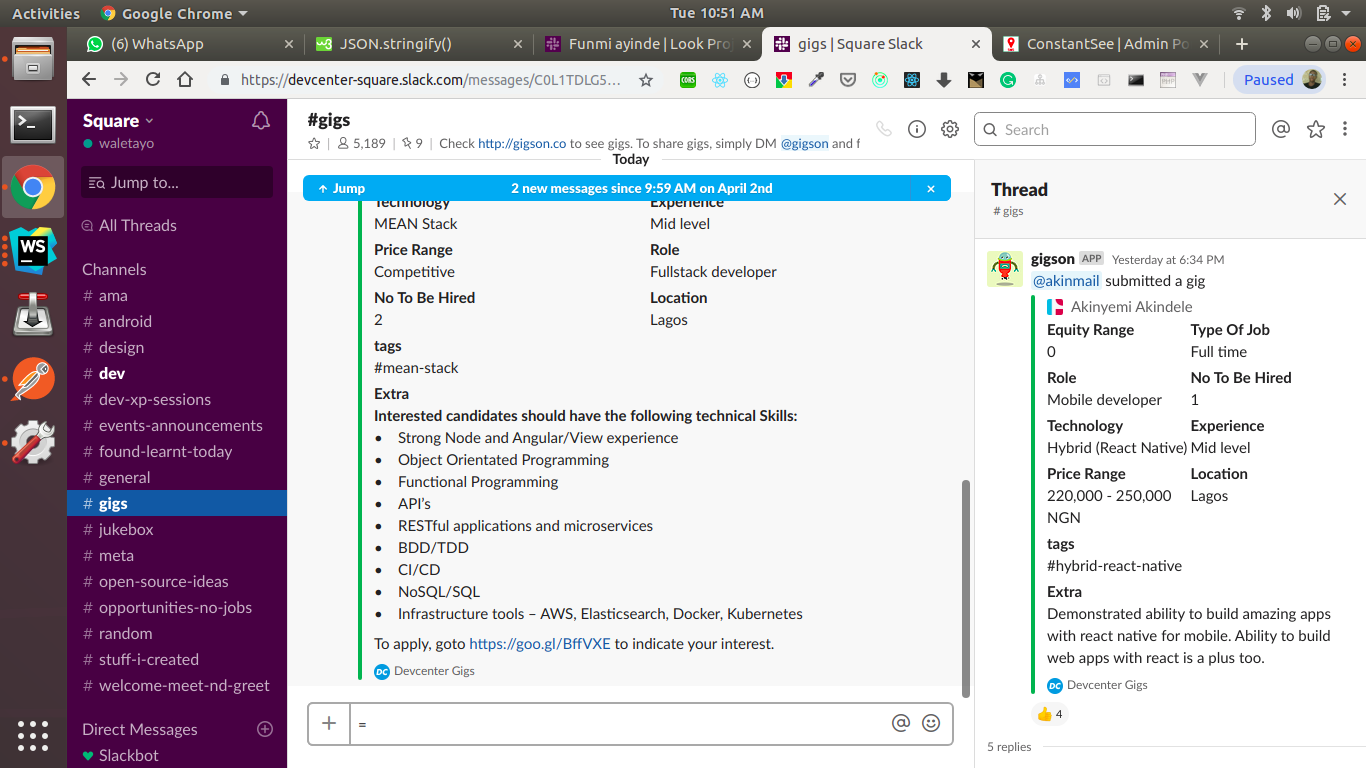 Activities Google Chrome Tue 10:51 AM
(6) WhatsApp JSON.stringify() Funmi ayinde | Look Pro gigs | Square Slack ConstantSee | Admin Po
https://devcenter-square.slack.com/messages/C0L1TDLG5... Paused
Square
waletayo
Jump to...
All Threads
Channels
# ama
# android
# design
dev
# dev-xp-sessions
# events-announcements
# found-learnt-today
# general
# gigs
# jukebox
# meta
# open-source-ideas
# opportunities-no-jobs
# random
# stuff-i-created
# welcome-meet-nd-greet
Direct Messages
Slackbot
#gigs
5,189 | 9 | Check http://gigson.co to see gigs. To share gigs, simply DM @gigson and f
Search
Today
↑ Jump 2 new messages since 9:59 AM on April 2nd ×
Technology Experience
MEAN Stack Mid level
Price Range Role
Competitive Fullstack developer
No To Be Hired Location
2 Lagos
tags
#mean-stack
Extra
Interested candidates should have the following technical Skills:
• Strong Node and Angular/View experience
• Object Orientated Programming
• Functional Programming
• API's
• RESTful applications and microservices
• BDD/TDD
• CI/CD
• NoSQL/SQL
• Infrastructure tools – AWS, Elasticsearch, Docker, Kubernetes
To apply, goto https://goo.gl/BffVXE to indicate your interest.
DC Devcenter Gigs
+ =
Thread
# gigs
gigson APP Yesterday at 6:34 PM
@akinmail submitted a gig
Akinyemi Akindele
Equity Range Type Of Job
0 Full time
Role No To Be Hired
Mobile developer 1
Technology Experience
Hybrid (React Native) Mid level
Price Range Location
220,000 - 250,000 Lagos
NGN
tags
#hybrid-react-native
Extra
Demonstrated ability to build amazing apps
with react native for mobile. Ability to build
web apps with react is a plus too.
DC Devcenter Gigs
👍 4
5 replies